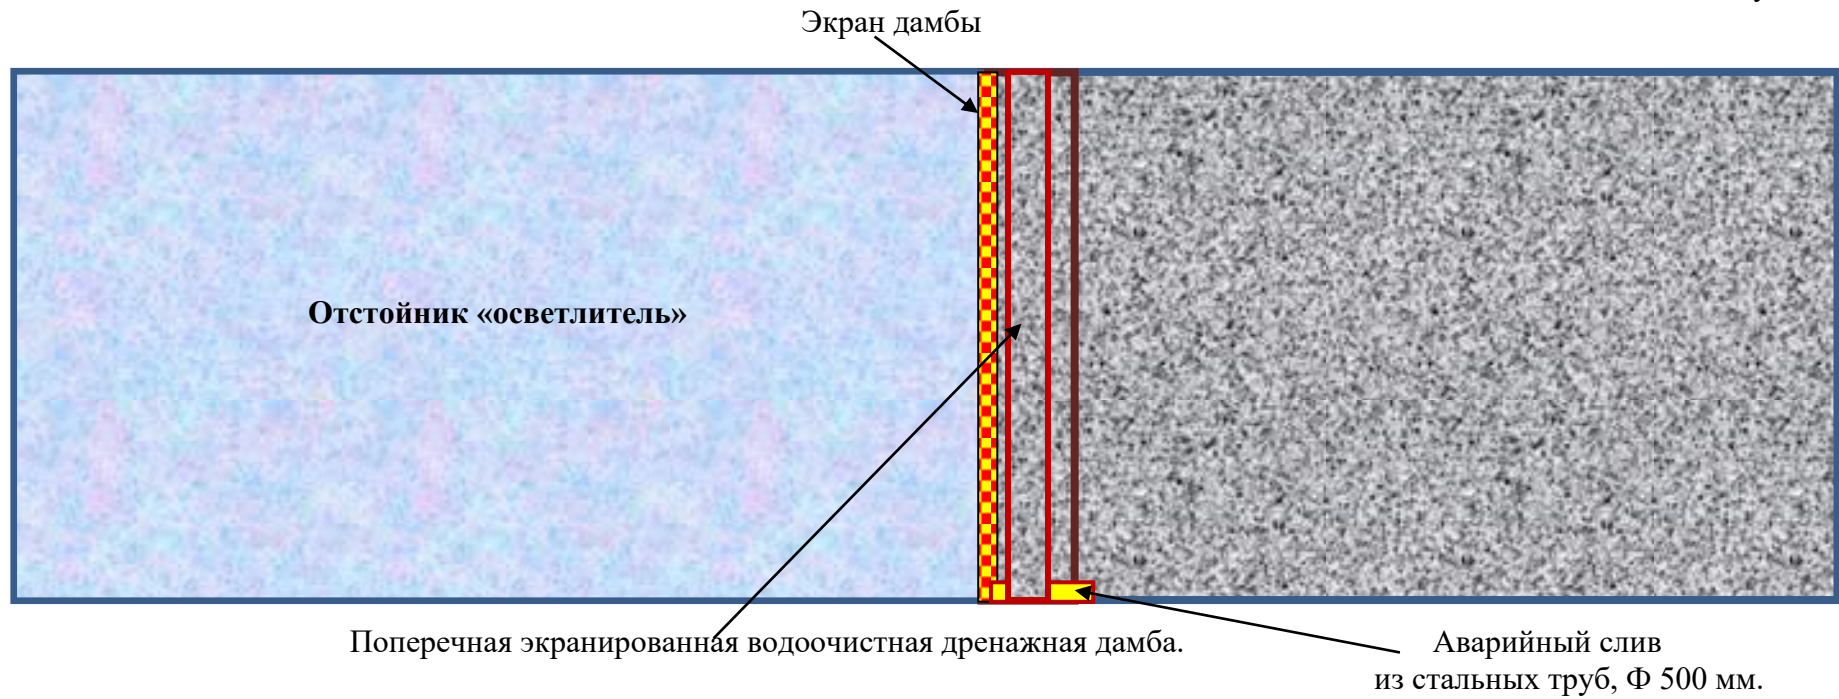 Экран дамбы
Отстойник «осветлитель»
Поперечная экранированная водоочистная дренажная дамба.
Аварийный слив
из стальных труб, Ф 500 мм.